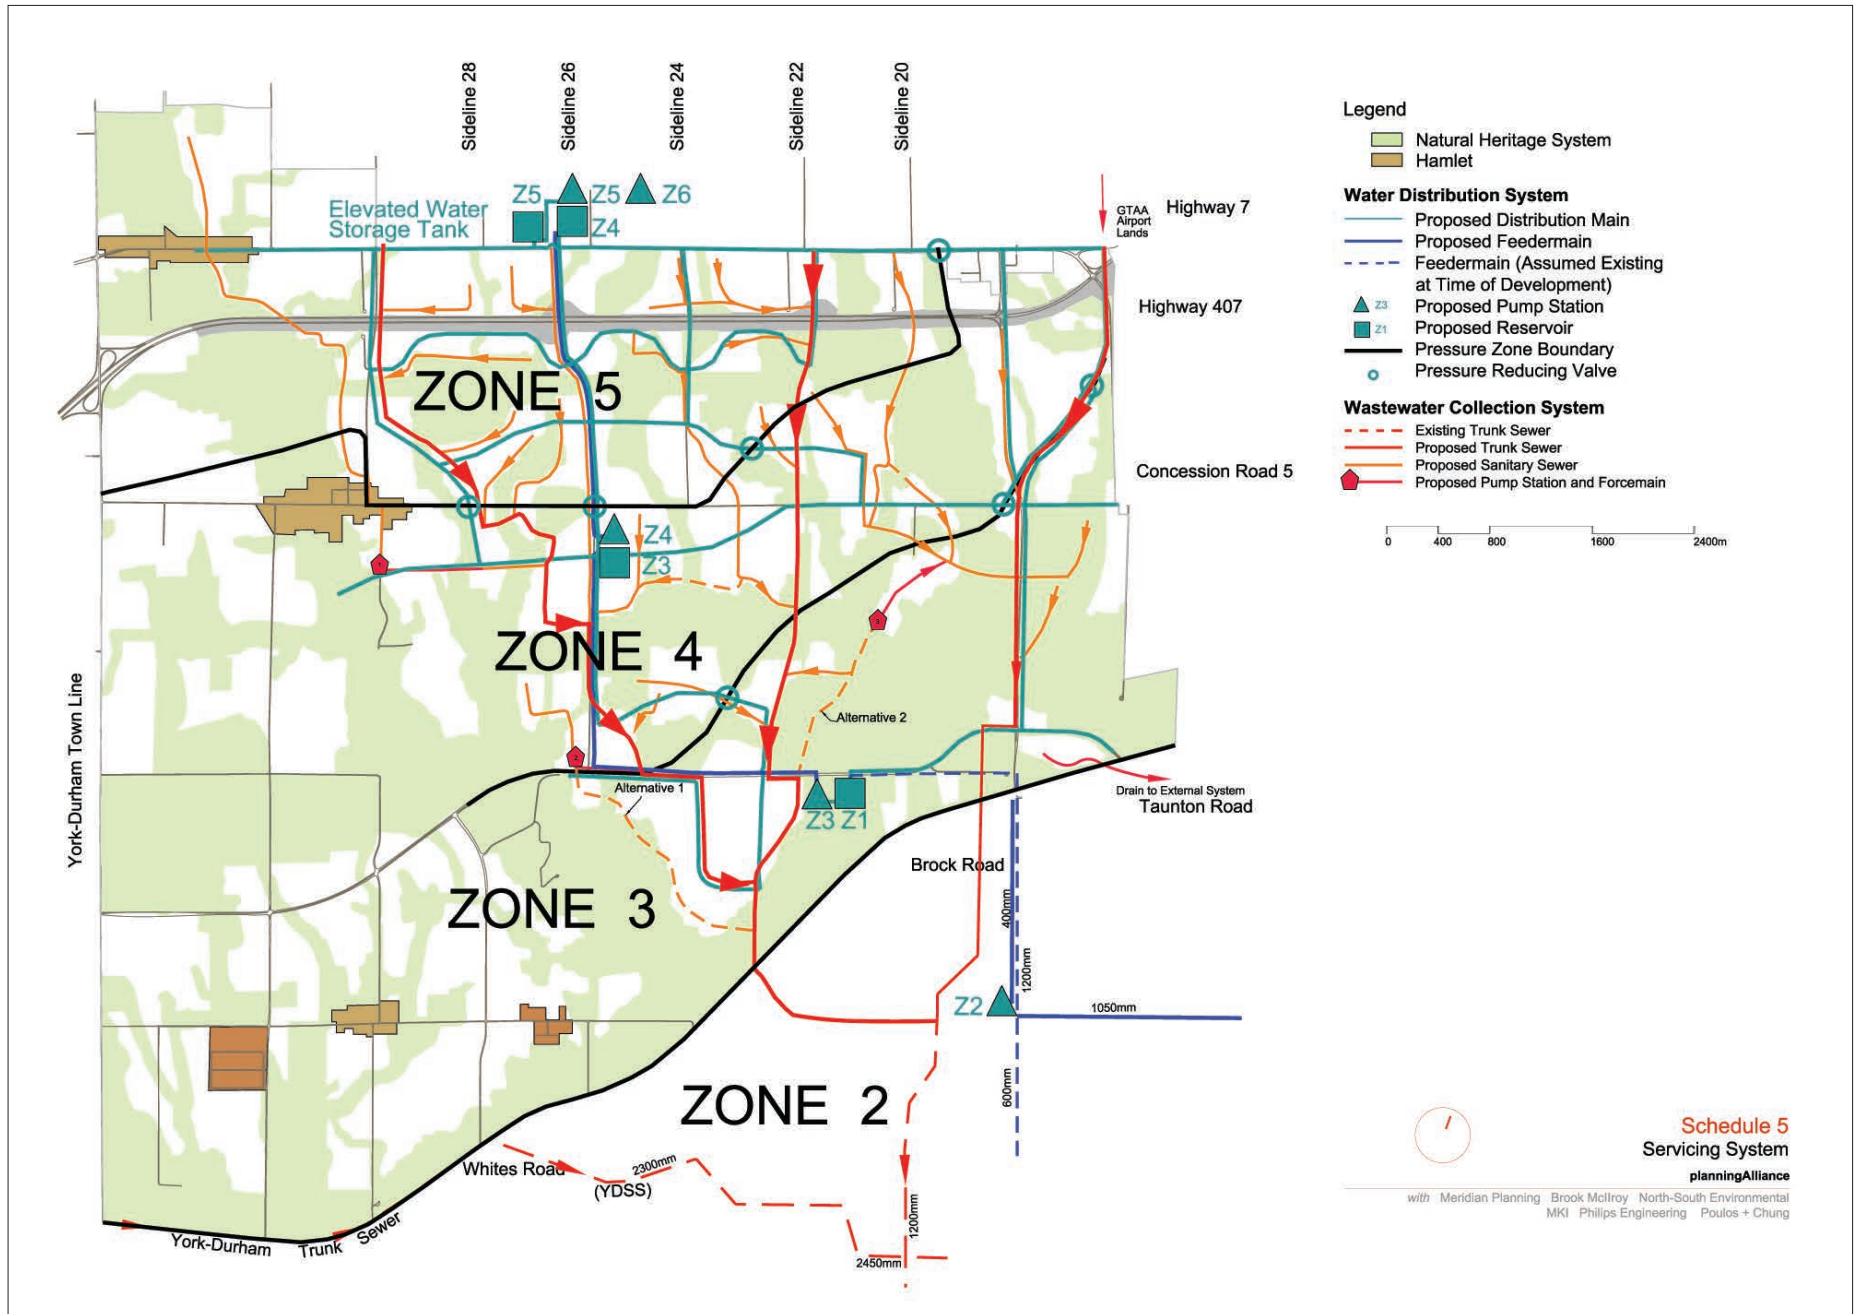 Sideline 28
Sideline 26
Sideline 24
Sideline 22
Sideline 20
Z5
Z5
Z6
Z4
Elevated Water
Storage Tank
GTAA
Airport
Lands
Highway 7
Highway 407
ZONE 5
Concession Road 5
Z4
Z3
1
3
ZONE 4
Alternative 2
York-Durham Town Line
2
Alternative 1
Z3
Z1
Drain to External System
Taunton Road
Brock Road
ZONE 3
400mm
1200mm
Z2
1050mm
600mm
ZONE 2
Whites Road
2300mm
(YDSS)
1200mm
2450mm
York-Durham Trunk Sewer
Legend
Natural Heritage System
Hamlet
Water Distribution System
Proposed Distribution Main
Proposed Feedermain
Feedermain (Assumed Existing
at Time of Development)
Z3 Proposed Pump Station
Z1 Proposed Reservoir
Pressure Zone Boundary
Pressure Reducing Valve
Wastewater Collection System
Existing Trunk Sewer
Proposed Trunk Sewer
Proposed Sanitary Sewer
Proposed Pump Station and Forcemain
0 400 800 1600 2400m
Schedule 5
Servicing System
planningAlliance
with Meridian Planning Brook McIlroy North-South Environmental
MKI Philips Engineering Poulos + Chung